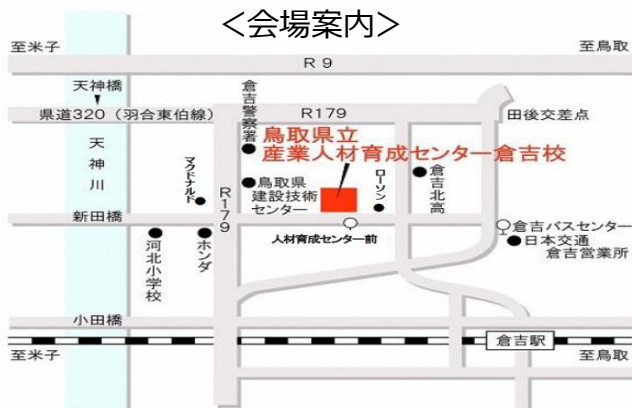 ＜会場案内＞
至米子
至鳥取
R 9
天神橋
県道320（羽合東伯線）
R179
田後交差点
倉吉警察署
鳥取県立
産業人材育成センター倉吉校
天神川
マクドナルド
R179
鳥取県
建設技術
センター
ローソン
倉吉北高
新田橋
人材育成センター前
倉吉バスセンター
日本交通
倉吉営業所
河北小学校
ホンダ
小田橋
倉吉駅
至米子
至鳥取